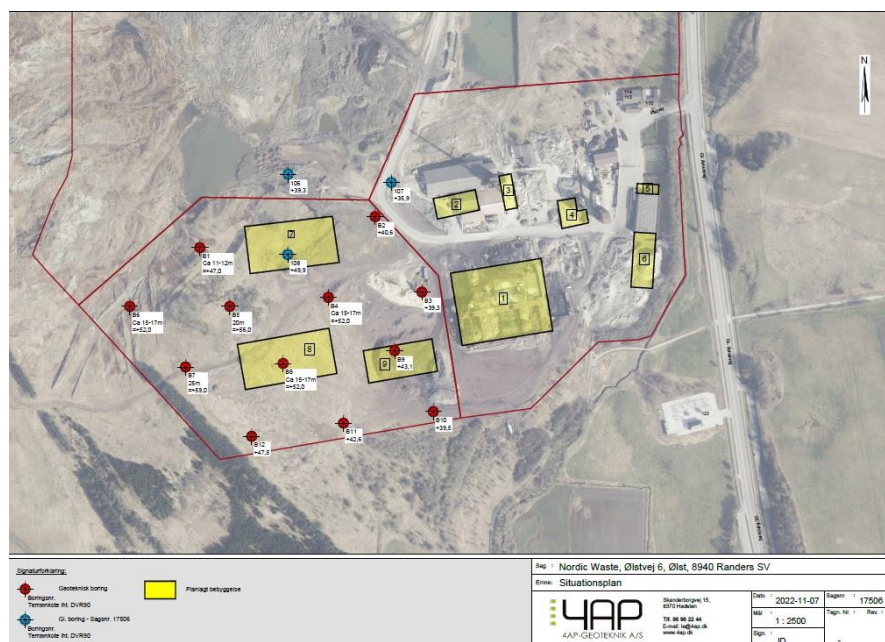 N
106
+39,3
107
+35,9
B2
+40,6
2
3
4
5
6
7
108
+49,9
B1
Ca 11-12m
=+47,0
B6
Ca 15-17m
=+52,0
B5
20m
=+56,0
B4
Ca 15-17m
=+52,0
B3
+39,3
1
B7
25m
=+59,0
8
B8
Ca 15-17m
=+52,0
9
B9
+43,1
B10
+39,5
B11
+42,6
B12
+47,5
Signaturforklaring:
Geoteknisk boring
Boringsnr.
Terrænkote iht. DVR90
Planlagt bebyggelse
Gl. boring - Sagsnr. 17506
Boringsnr.
Terrænkote iht. DVR90
Sag : Nordic Waste, Ølstvej 6, Ølst, 8940 Randers SV
Emne: Situationsplan
4AP
4AP-GEOTEKNIK A/S
Skanderborgvej 15,
8370 Hadsten
Tlf. 86 98 22 44
www.4ap.dk
Dato : 2022-11-07
Sagsnr. : 17506
Mål : 1 : 2500
Tegn. Nr. :
Rev. :
Sign. :